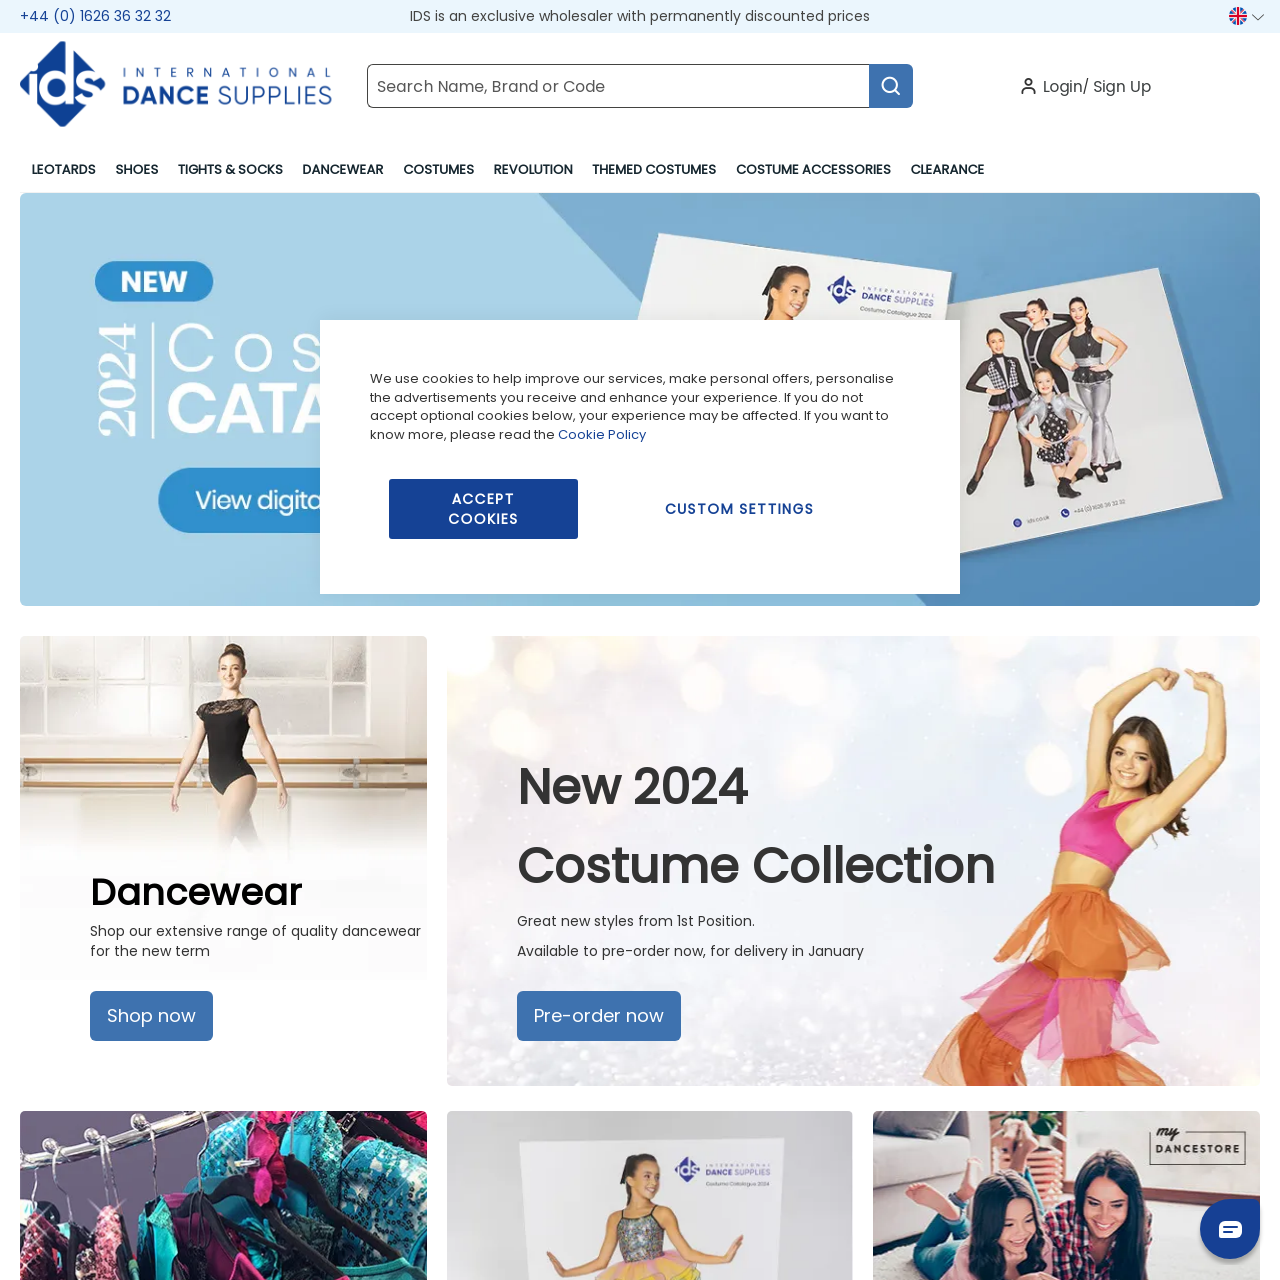 +44 (0) 1626 36 32 32
IDS is an exclusive wholesaler with permanently discounted prices
ids
INTERNATIONAL
DANCE SUPPLIES
Search Name, Brand or Code
Login/ Sign Up
LEOTARDS SHOES TIGHTS & SOCKS DANCEWEAR COSTUMES REVOLUTION THEMED COSTUMES COSTUME ACCESSORIES CLEARANCE
NEW
2024
Cos
CATA
View digita
ids
INTERNATIONAL
DANCE SUPPLIES
Costume Catalogue 2024
+44 (0)1626 36 32 32
We use cookies to help improve our services, make personal offers, personalise
the advertisements you receive and enhance your experience. If you do not
accept optional cookies below, your experience may be affected. If you want to
know more, please read the Cookie Policy
ACCEPT
COOKIES
CUSTOM SETTINGS
Dancewear
Shop our extensive range of quality dancewear
for the new term
Shop now
New 2024
Costume Collection
Great new styles from 1st Position.
Available to pre-order now, for delivery in January
Pre-order now
ids
INTERNATIONAL
DANCE SUPPLIES
Costume Catalogue 2024
my
DANCESTORE